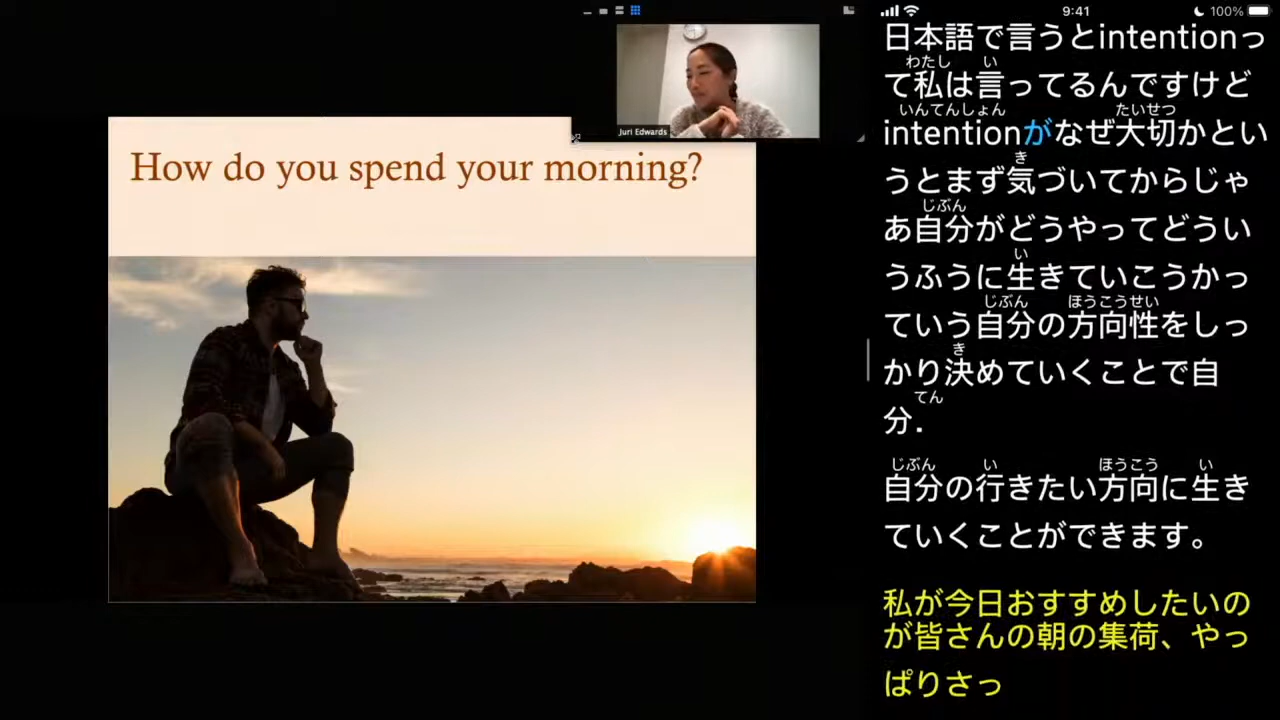 How do you spend your morning?
Juri Edwards
9:41
100%
日本語で言うとintentionっ
わたし い
て私は言ってるんですけど
いんてんしょん たいせつ
intentionがなぜ大切かとい
き
うとまず気づいてからじゃ
じぶん
あ自分がどうやってどうい
い
うふうに生きていこうかっ
じぶん ほうこうせい
ていう自分の方向性をしっ
き
かり決めていくことで自
てん
分.
じぶん い ほうこう い
自分の行きたい方向に生き
ていくことができます。
私が今日おすすめしたいの
が皆さんの朝の集荷、やっ
ぱりさっ